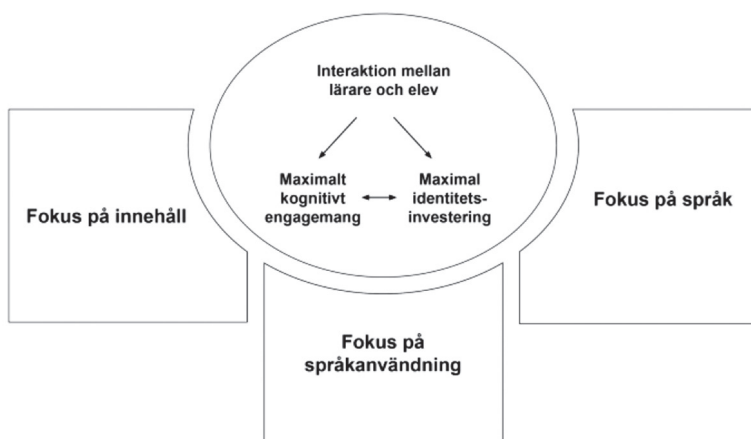 Interaktion mellan
lärare och elev
Maximalt
kognitivt
engagemang
Maximal
identitets-
investering
Fokus på innehåll
Fokus på språk
Fokus på
språkanvändning